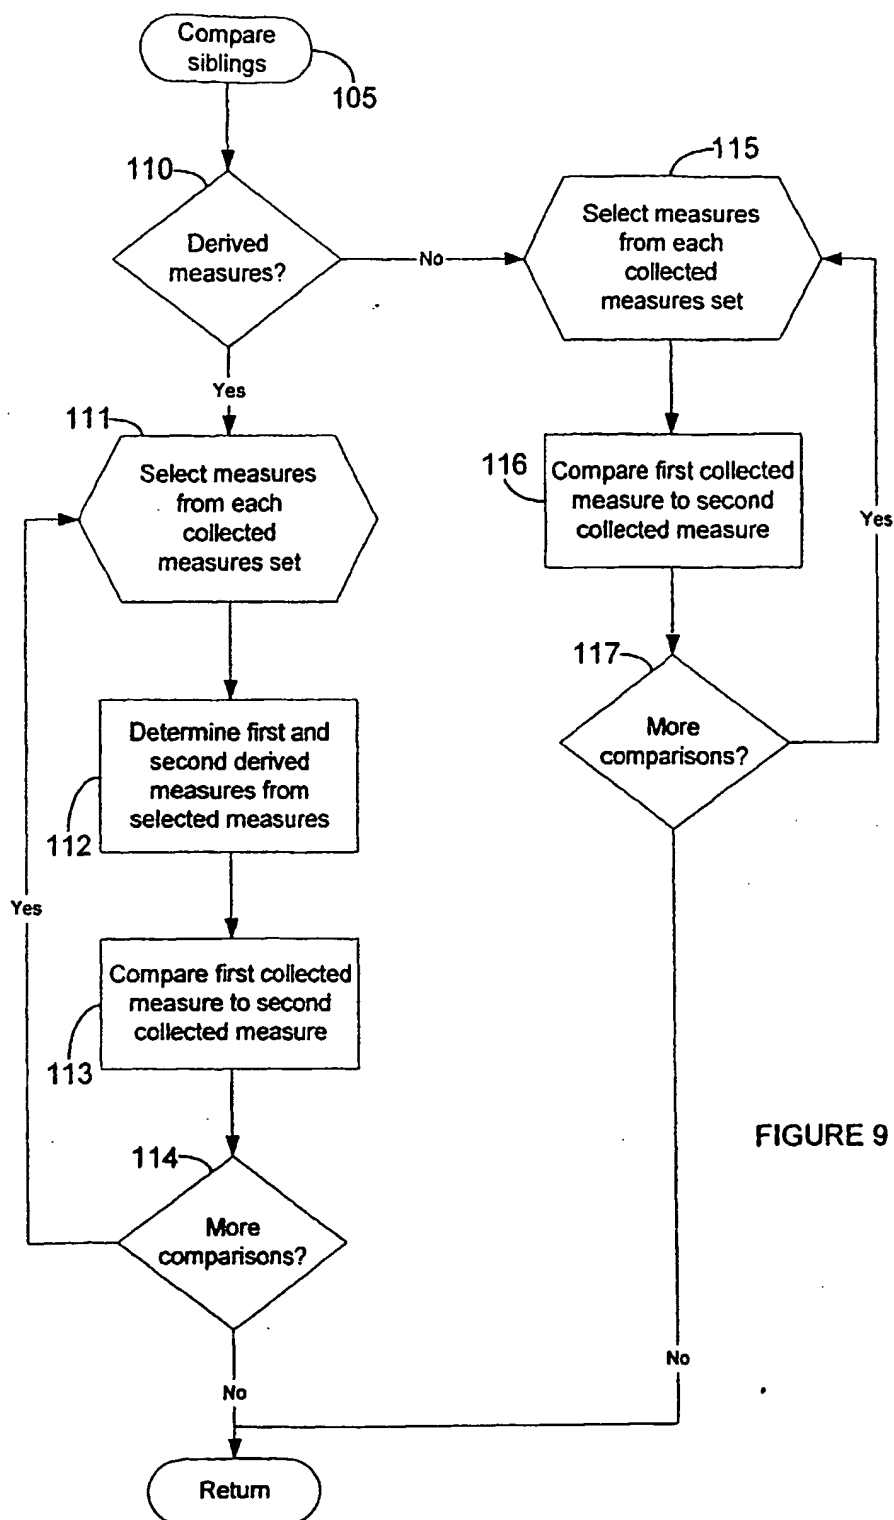 Compare
siblings
105
110
Derived
measures?
No
Yes
115
Select measures
from each
collected
measures set
111
Select measures
from each
collected
measures set
116
Compare first collected
measure to second
collected measure
Yes
117
More
comparisons?
112
Determine first and
second derived
measures from
selected measures
Yes
113
Compare first collected
measure to second
collected measure
114
More
comparisons?
FIGURE 9
No
No
Return